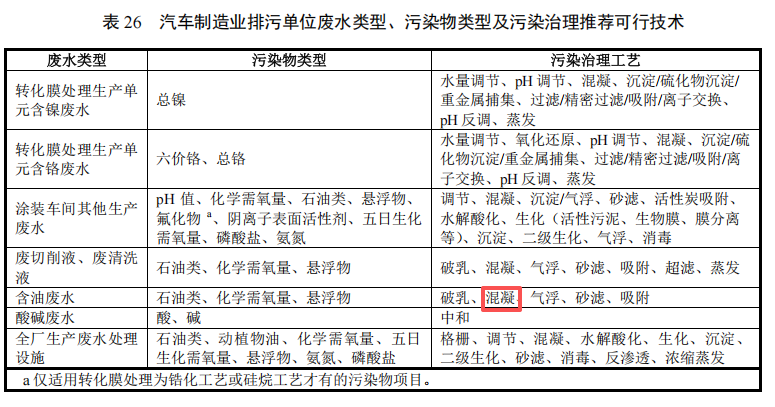 表 26 汽车制造业排污单位废水类型、污染物类型及污染治理推荐可行技术
废水类型 污染物类型 污染治理工艺
转化膜处理生产单
元含镍废水
总镍
水量调节、pH 调节、混凝、沉淀/硫化物沉淀/
重金属捕集、过滤/精密过滤/吸附/离子交换、
pH 反调、蒸发
转化膜处理生产单
元含铬废水
六价铬、总铬
水量调节、氧化还原、pH 调节、混凝、沉淀/硫
化物沉淀/重金属捕集、过滤/精密过滤/吸附/离
子交换、pH 反调、蒸发
涂装车间其他生产
废水
pH 值、化学需氧量、石油类、悬浮物、
氟化物 a、阴离子表面活性剂、五日生化
需氧量、磷酸盐、氨氮
调节、混凝、沉淀/气浮、砂滤、活性炭吸附、
水解酸化、生化（活性污泥、生物膜、膜分离
等）、沉淀、二级生化、气浮、消毒
废切削液、废清洗
液
石油类、化学需氧量、悬浮物
破乳、混凝、气浮、砂滤、吸附、超滤、蒸发
含油废水
石油类、化学需氧量、悬浮物
破乳、混凝、气浮、砂滤、吸附
酸碱废水
酸、碱
中和
全厂生产废水处理
设施
石油类、动植物油、化学需氧量、五日
生化需氧量、悬浮物、氨氮、磷酸盐
格栅、调节、混凝、水解酸化、生化、沉淀、
二级生化、砂滤、消毒、反渗透、浓缩蒸发
a 仅适用转化膜处理为锆化工艺或硅烷工艺才有的污染物项目。